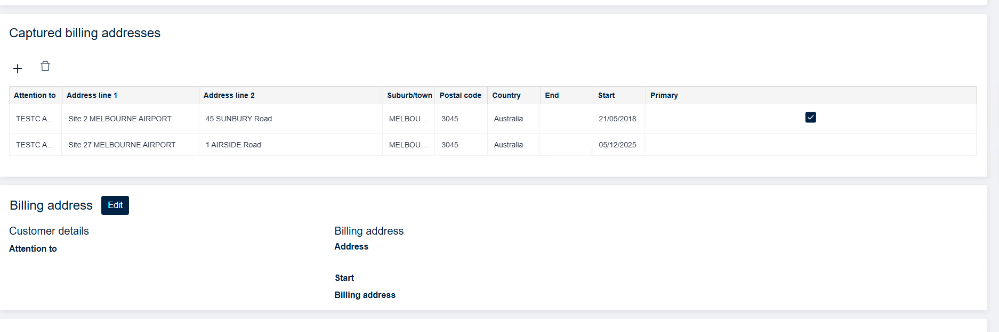 Captured billing addresses
Attention to Address line 1 Address line 2 Suburb/town Postal code Country End Start Primary
TESTC A... Site 2 MELBOURNE AIRPORT 45 SUNBURY Road MELBOU... 3045 Australia 21/05/2018
TESTC A... Site 27 MELBOURNE AIRPORT 1 AIRSIDE Road MELBOU... 3045 Australia 05/12/2025
Billing address Edit
Customer details
Attention to
Billing address
Address
Start
Billing address